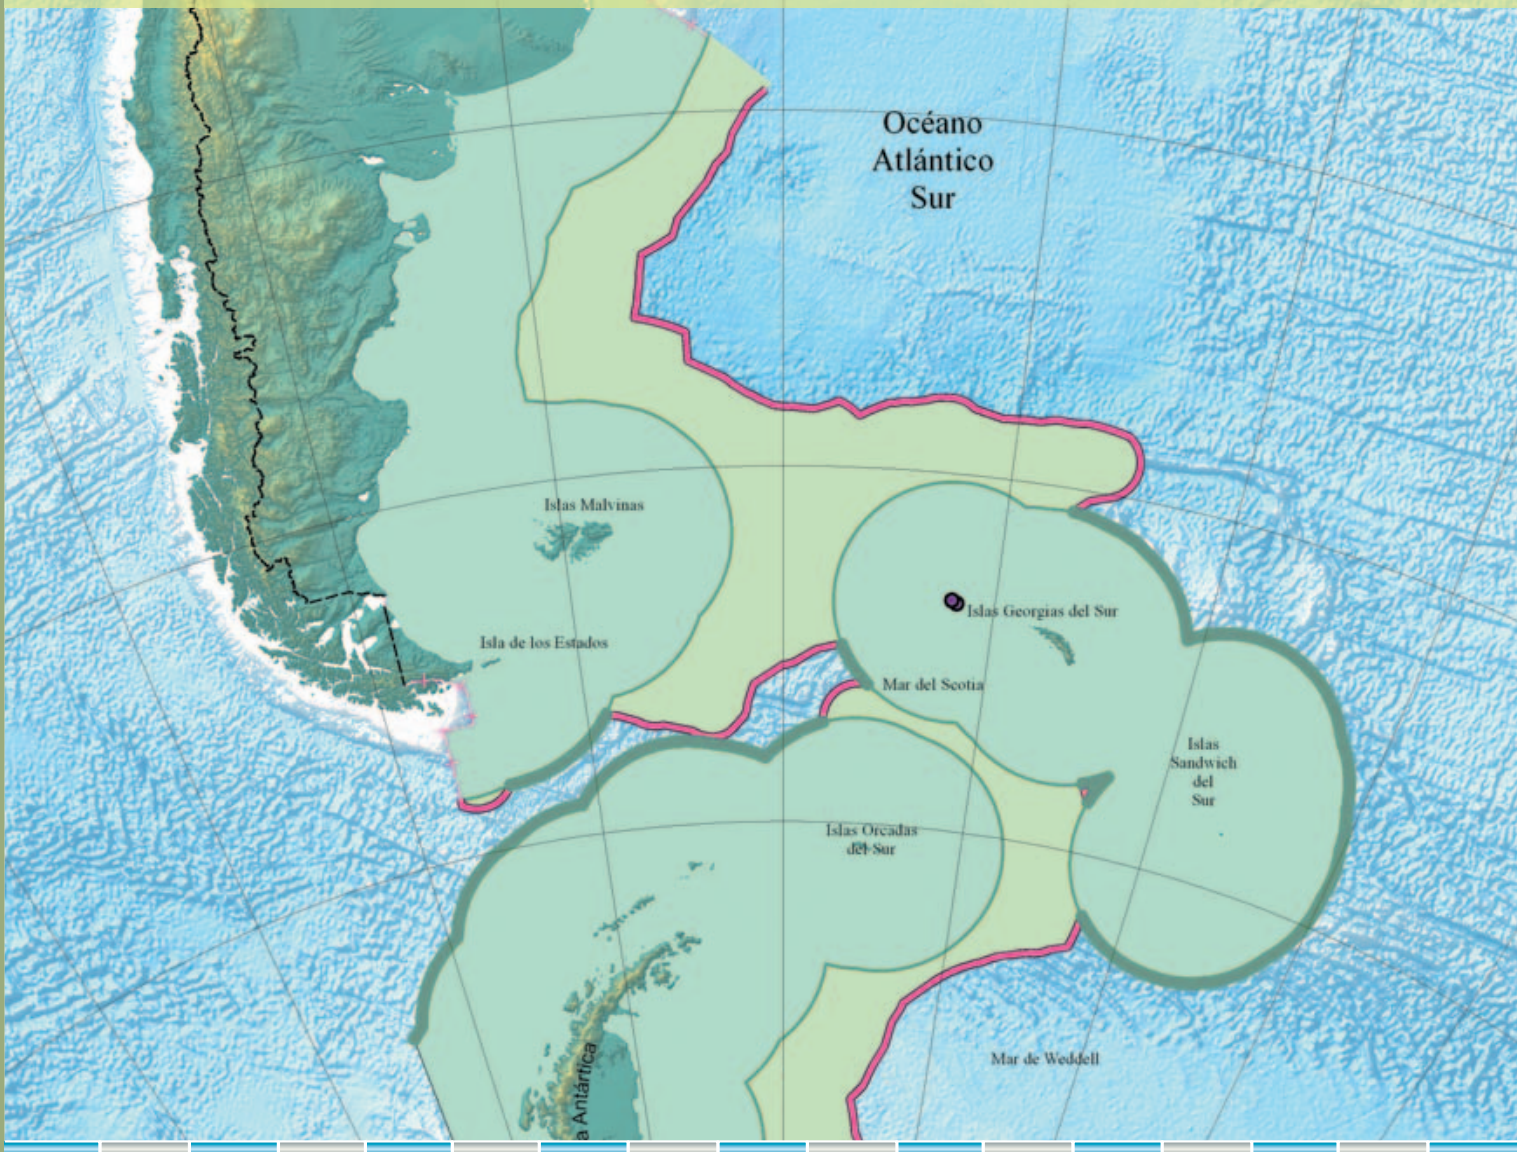 Océano
Atlántico
Sur
Islas Malvinas
Islas Georgias del Sur
Isla de los Estados
Mar del Scotia
Islas
Sandwich
del
Sur
Islas Orcadas
del Sur
Mar de Weddell
a Antártica